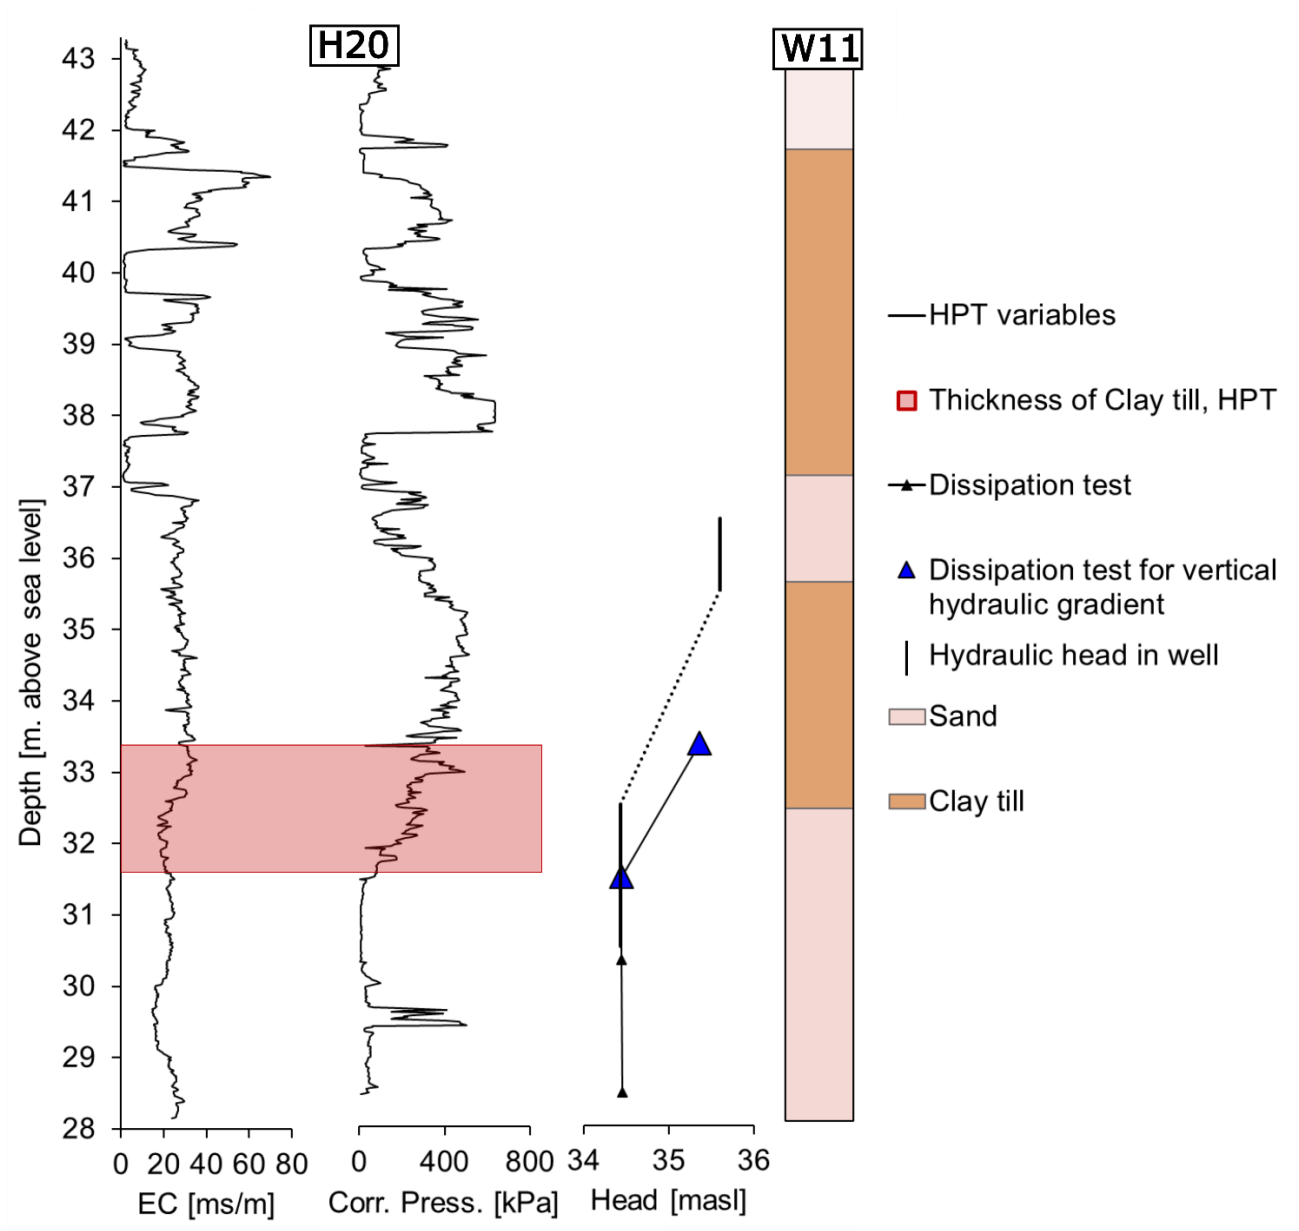 H20
W11
43
42
41
40
39
38
37
36
35
34
33
32
31
30
29
28
Depth [m. above sea level]
0 20 40 60 80
EC [ms/m]
0 400 800
Corr. Press. [kPa]
34 35 36
Head [masl]
HPT variables
Thickness of Clay till, HPT
Dissipation test
Dissipation test for vertical
hydraulic gradient
Hydraulic head in well
Sand
Clay till